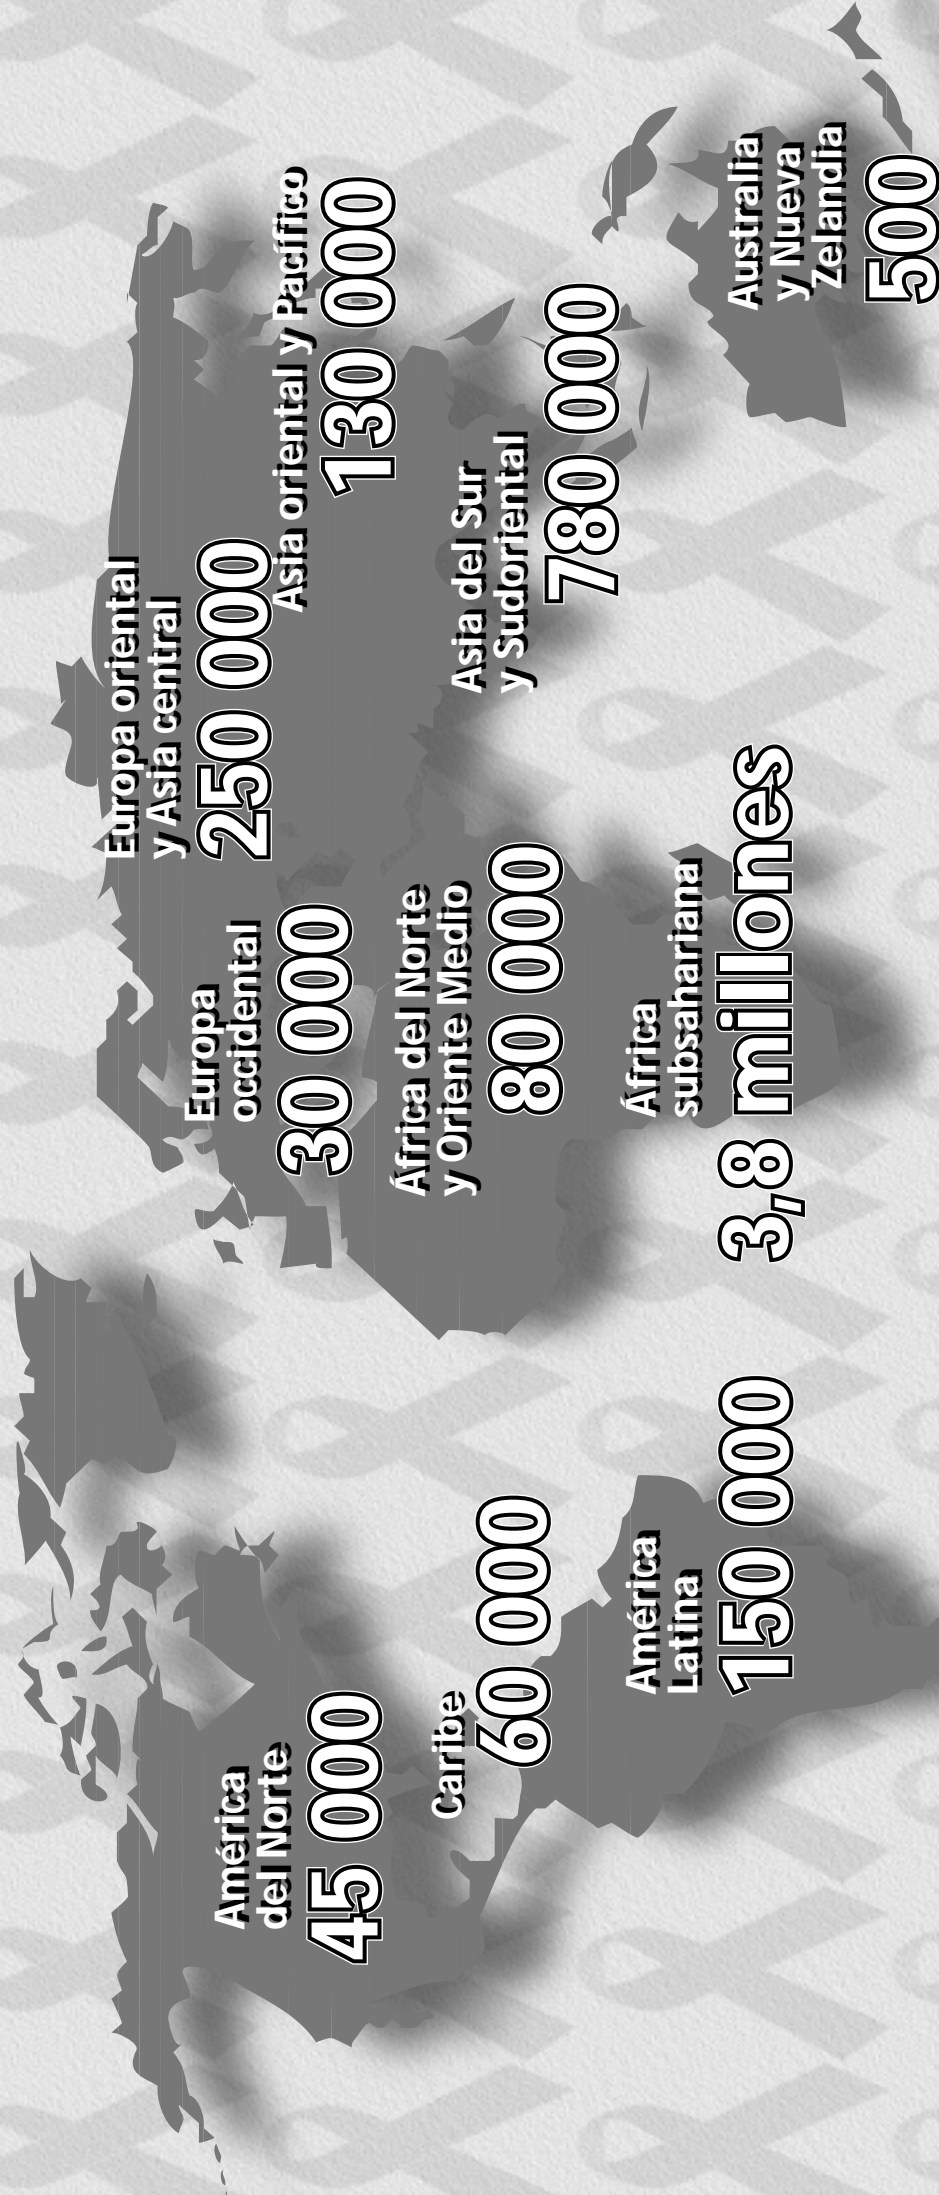 América
del Norte
45 000
Caribe
60 000
América
Latina
150 000
Europa
occidental
30 000
África del Norte
y Oriente Medio
80 000
África
subsahariana
3,8 millones
Europa oriental
y Asia central
250 000
Asia oriental y Pacífico
130 000
Asia del Sur
y Sudoriental
780 000
Australia
y Nueva
Zelandia
500